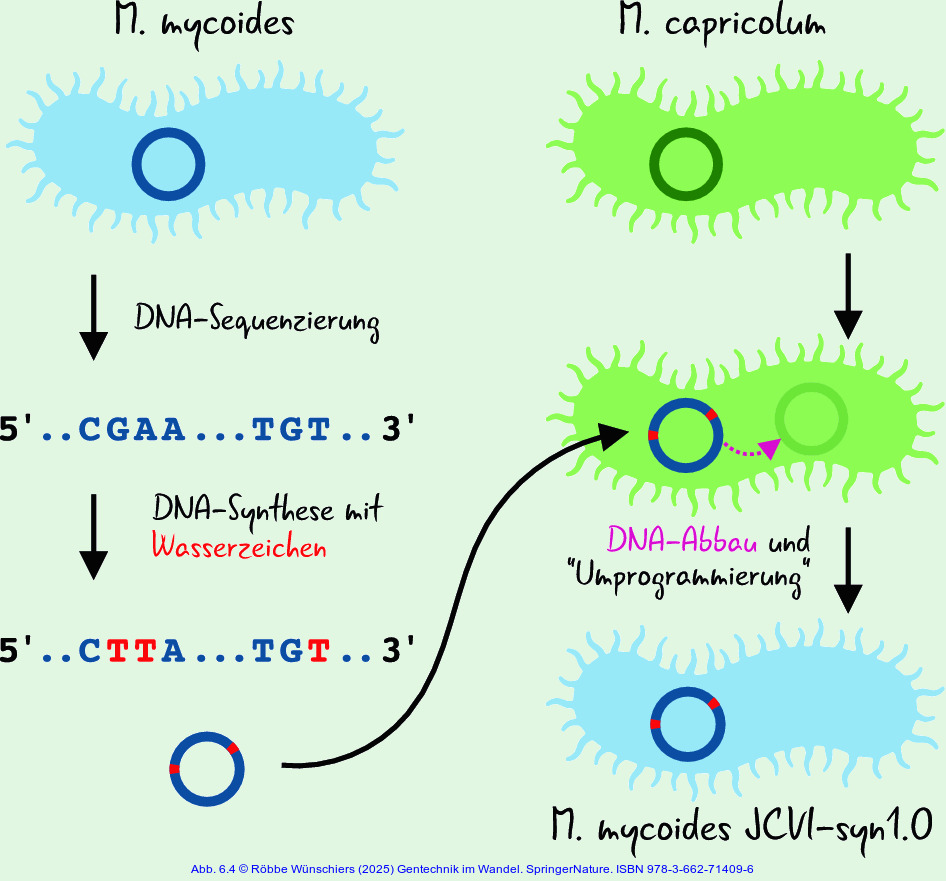 M. mycoides
M. capricolum
DNA-Sequenzierung
5'..CGAA...TGT..3'
DNA-Synthese mit
Wasserzeichen
5'..CTTA...TGT..3'
DNA-Abbau und
"Umprogrammierung"
M. mycoides JCVI-syn1.0
Abb. 6.4 © Röbbe Wünschiers (2025) Gentechnik im Wandel. SpringerNature. ISBN 978-3-662-71409-6